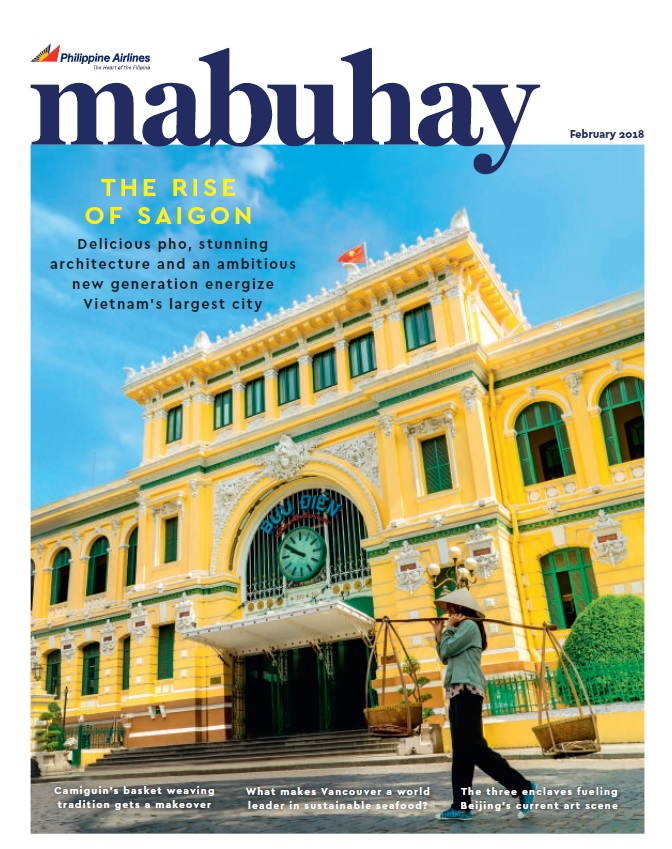 Philippine Airlines
The Heart of the Filipino
mabuhay
February 2018
THE RISE
OF SAIGON
Delicious pho, stunning
architecture and an ambitious
new generation energize
Vietnam's largest city
BƯU ĐIỆN
Camiguin's basket weaving
tradition gets a makeover
What makes Vancouver a world
leader in sustainable seafood?
The three enclaves fueling
Beijing's current art scene